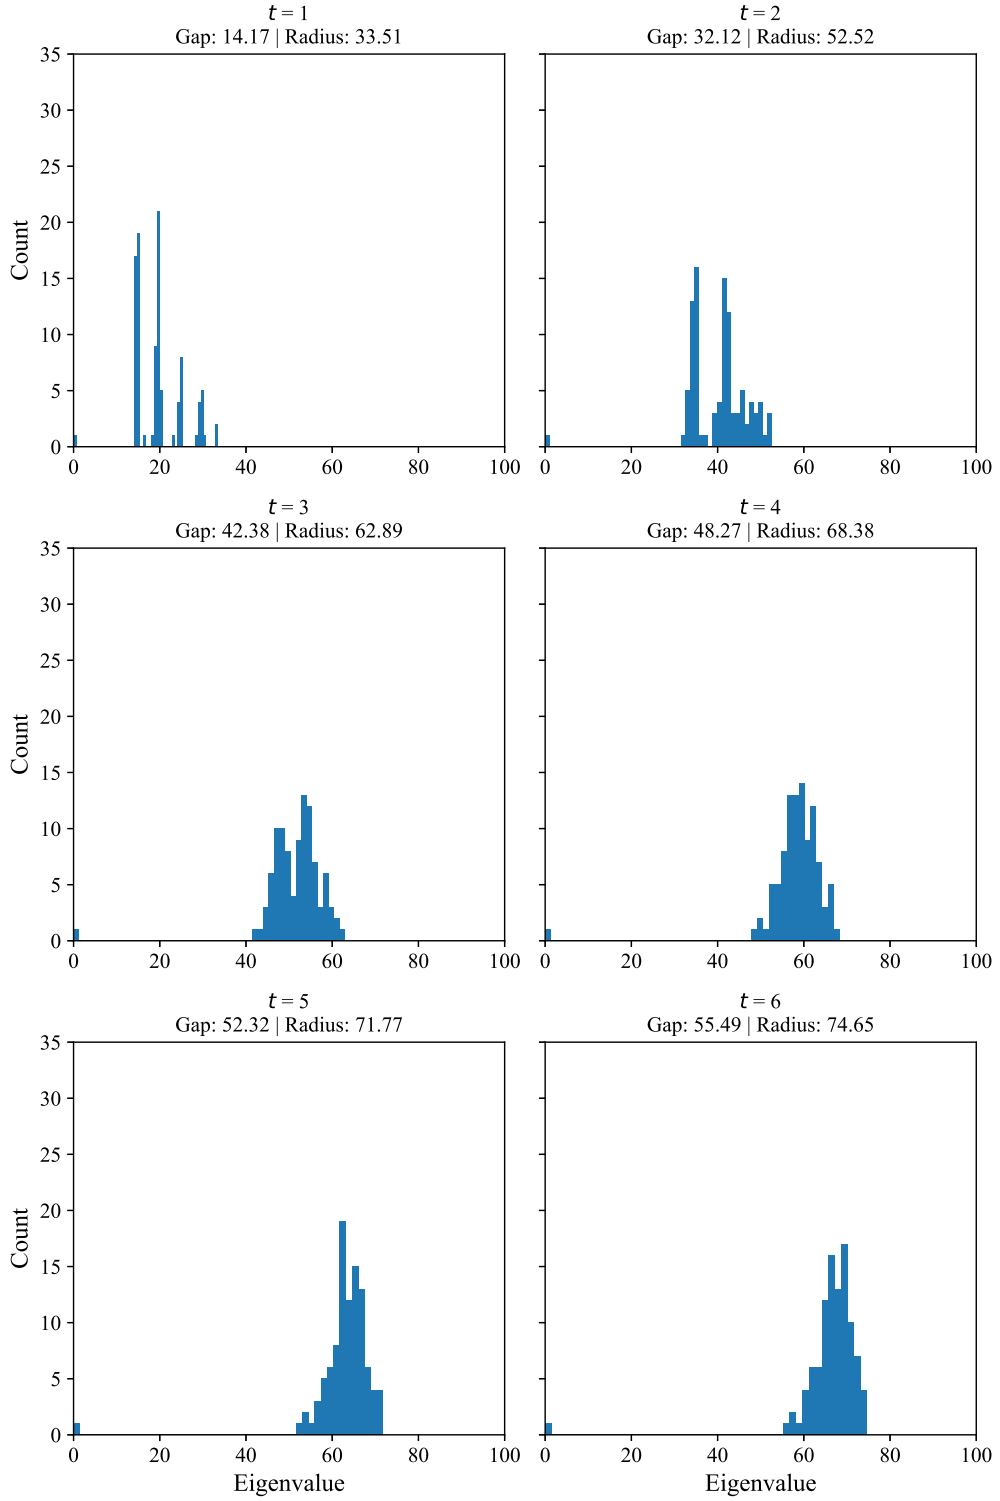 t = 1
Gap: 14.17 | Radius: 33.51
t = 2
Gap: 32.12 | Radius: 52.52
35
30
25
20
15
10
5
0
Count
0 20 40 60 80 100
0 20 40 60 80 100
t = 3
Gap: 42.38 | Radius: 62.89
t = 4
Gap: 48.27 | Radius: 68.38
35
30
25
20
15
10
5
0
Count
0 20 40 60 80 100
0 20 40 60 80 100
t = 5
Gap: 52.32 | Radius: 71.77
t = 6
Gap: 55.49 | Radius: 74.65
35
30
25
20
15
10
5
0
Count
0 20 40 60 80 100
0 20 40 60 80 100
Eigenvalue
Eigenvalue